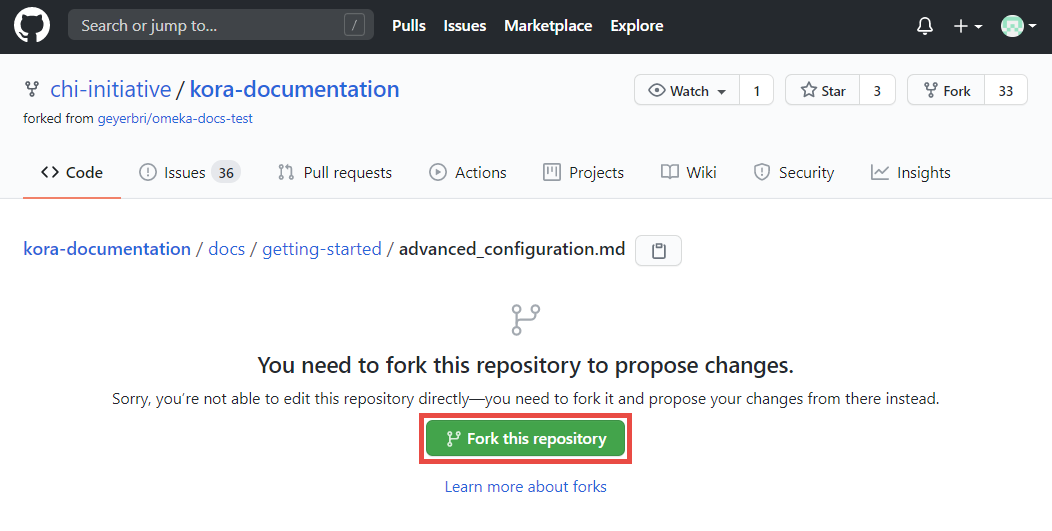 Search or jump to... / Pulls Issues Marketplace Explore
chi-initiative / kora-documentation Watch 1 Star 3 Fork 33
forked from geyerbri/omeka-docs-test
Code Issues 36 Pull requests Actions Projects Wiki Security Insights
kora-documentation / docs / getting-started / advanced_configuration.md
You need to fork this repository to propose changes.
Sorry, you’re not able to edit this repository directly—you need to fork it and propose your changes from there instead.
Fork this repository
Learn more about forks